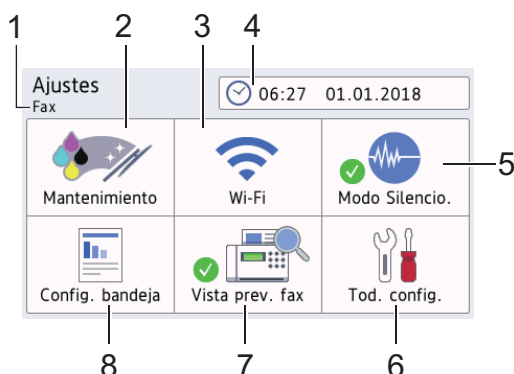 1 2 3 4
Ajustes
Fax
06:27 01.01.2018
Mantenimiento Wi-Fi Modo Silencio.
5
Config. bandeja Vista prev. fax Tod. config.
8 7 6